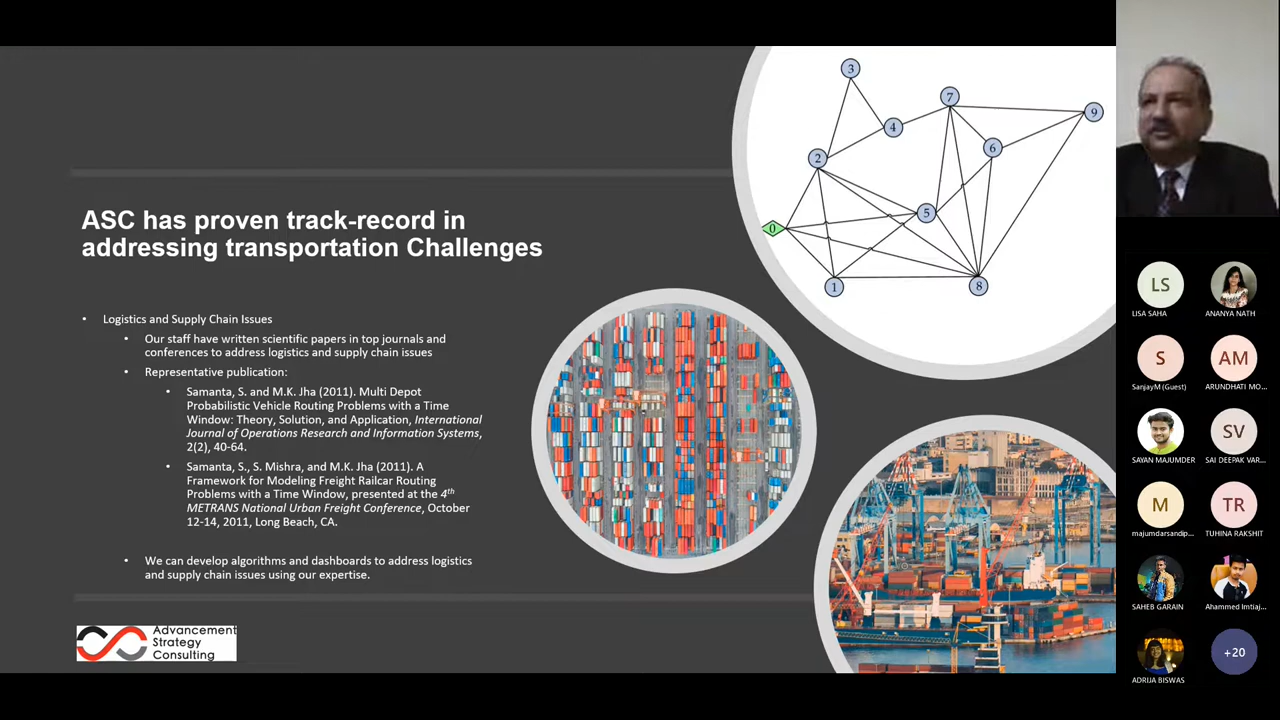 ASC has proven track-record in
addressing transportation Challenges
• Logistics and Supply Chain Issues
• Our staff have written scientific papers in top journals and
conferences to address logistics and supply chain issues
• Representative publication:
• Samanta, S. and M.K. Jha (2011). Multi Depot
Probabilistic Vehicle Routing Problems with a Time
Window: Theory, Solution, and Application, International
Journal of Operations Research and Information Systems,
2(2), 40-64.
• Samanta, S., S. Mishra, and M.K. Jha (2011). A
Framework for Modeling Freight Railcar Routing
Problems with a Time Window, presented at the 4th
METRANS National Urban Freight Conference, October
12-14, 2011, Long Beach, CA.
• We can develop algorithms and dashboards to address logistics
and supply chain issues using our expertise.
Advancement
Strategy
Consulting
3
7
9
4
6
2
5
0
1
8
LS
LISA SAHA
ANANYA NATH
S
AM
SanjayM (Guest)
ARUNDHATI MO...
SV
SAYAN MAJUMDER
SAI DEEPAK VAR...
M
TR
majumdarsandip...
TUHINA RAKSHIT
SAHEB GARAIN
Ahammed Imtiaj...
+20
ADRIJA BISWAS